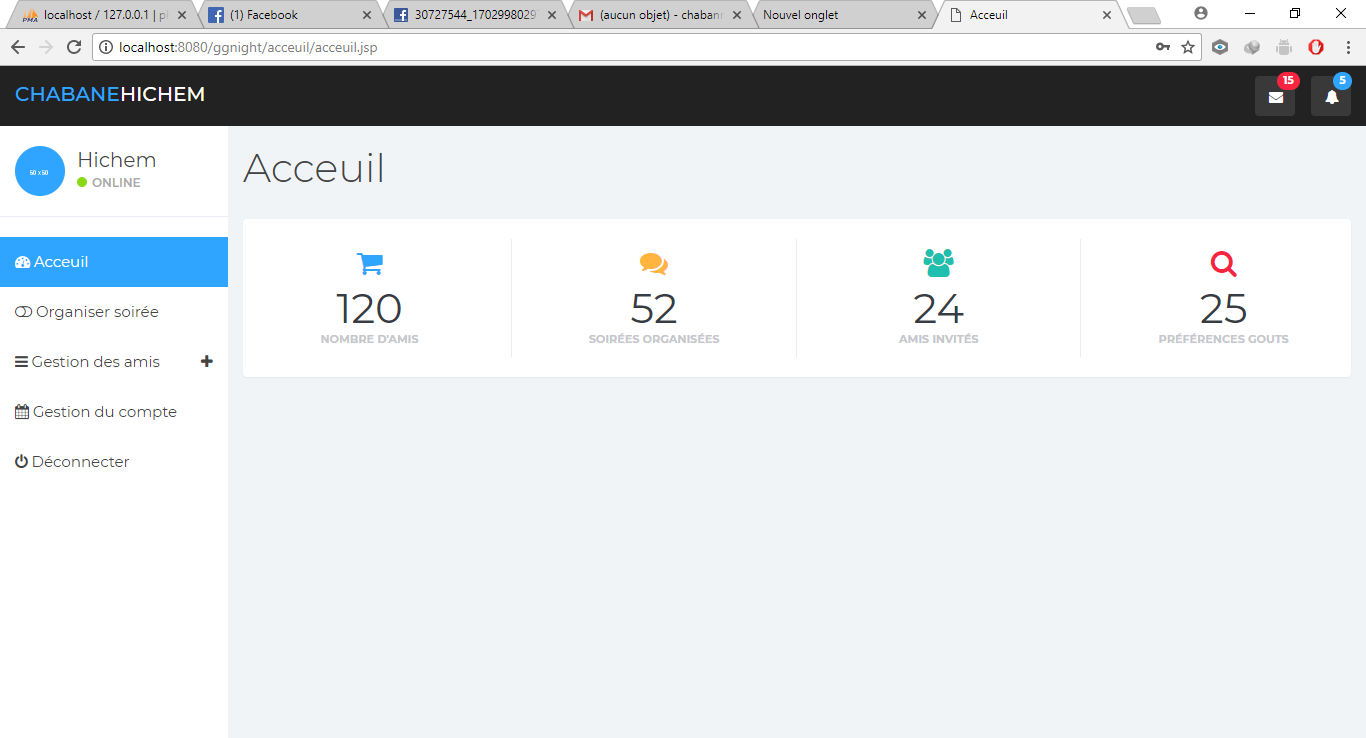 localhost / 127.0.0.1 | p
(1) Facebook
30727544_1702998029
(aucun objet) - chaban
Nouvel onglet
Acceuil
localhost:8080/ggnight/acceuil/acceuil.jsp
CHABANEHICHEM
15
5
50 x 50
Hichem
ONLINE
Acceuil
Acceuil
Organiser soirée
Gestion des amis
Gestion du compte
Déconnecter
120
NOMBRE D'AMIS
52
SOIRÉES ORGANISÉES
24
AMIS INVITÉS
25
PRÉFÉRENCES GOUTS